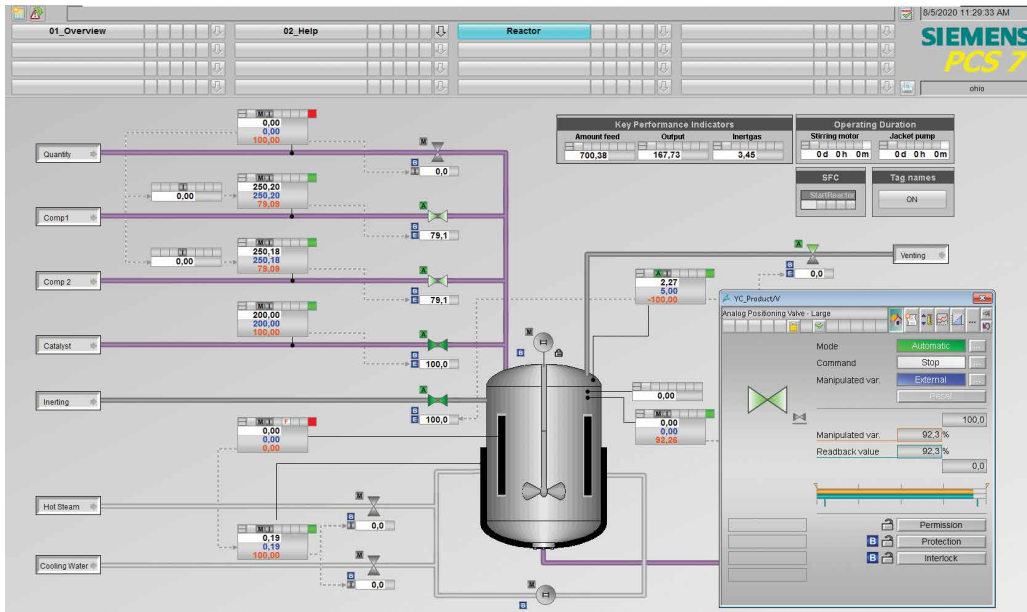 8/5/2020 11:29:33 AM
01_Overview 02_Help Reactor
SIEMENS
PCS 7
ohio
Quantity
M I
0,00
0,00
100,00
M
B
I 0,0
Key Performance Indicators
Amount feed Output Inertgas
700,38 167,73 3,45
Operating Duration
Stirring motor Jacket pump
0d 0h 0m 0d 0h 0m
SFC
StartReactor
Tag names
ON
Comp1
I
0,00
M I
250,20
250,20
79,09
A
B
E 79,1
Comp 2
I
0,00
M I
250,18
250,18
79,09
A
B
E 79,1
A
B
E 0,0
Venting
A I
2,27
5,00
-100,00
Catalyst
M I
200,00
200,00
100,00
A
B
E 100,0
M
B
Inerting
A
B
E 100,0
M I F
0,00
0,00
0,00
0,00
M I
0,00
0,00
92,26
Hot Steam
M
B
I 0,0
M I
0,19
0,19
100,00
Cooling Water
M
B
I 0,0
M
B
YC_Product/V
Analog Positioning Valve - Large
...
Mode Automatic ...
Command Stop ...
Manipulated var. External ...
Reset
100,0
Manipulated var. 92,3 %
Readback value 92,3 %
0,0
Permission
B Protection
B Interlock